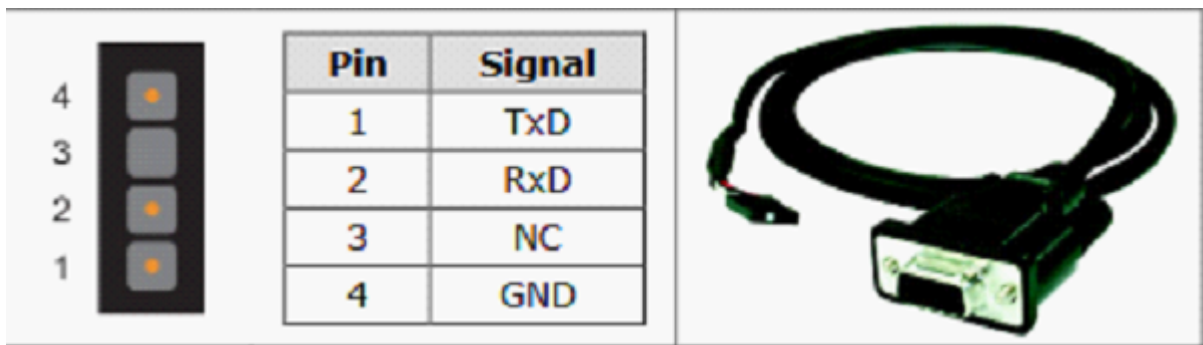 4
3
2
1
Pin Signal
1 TxD
2 RxD
3 NC
4 GND